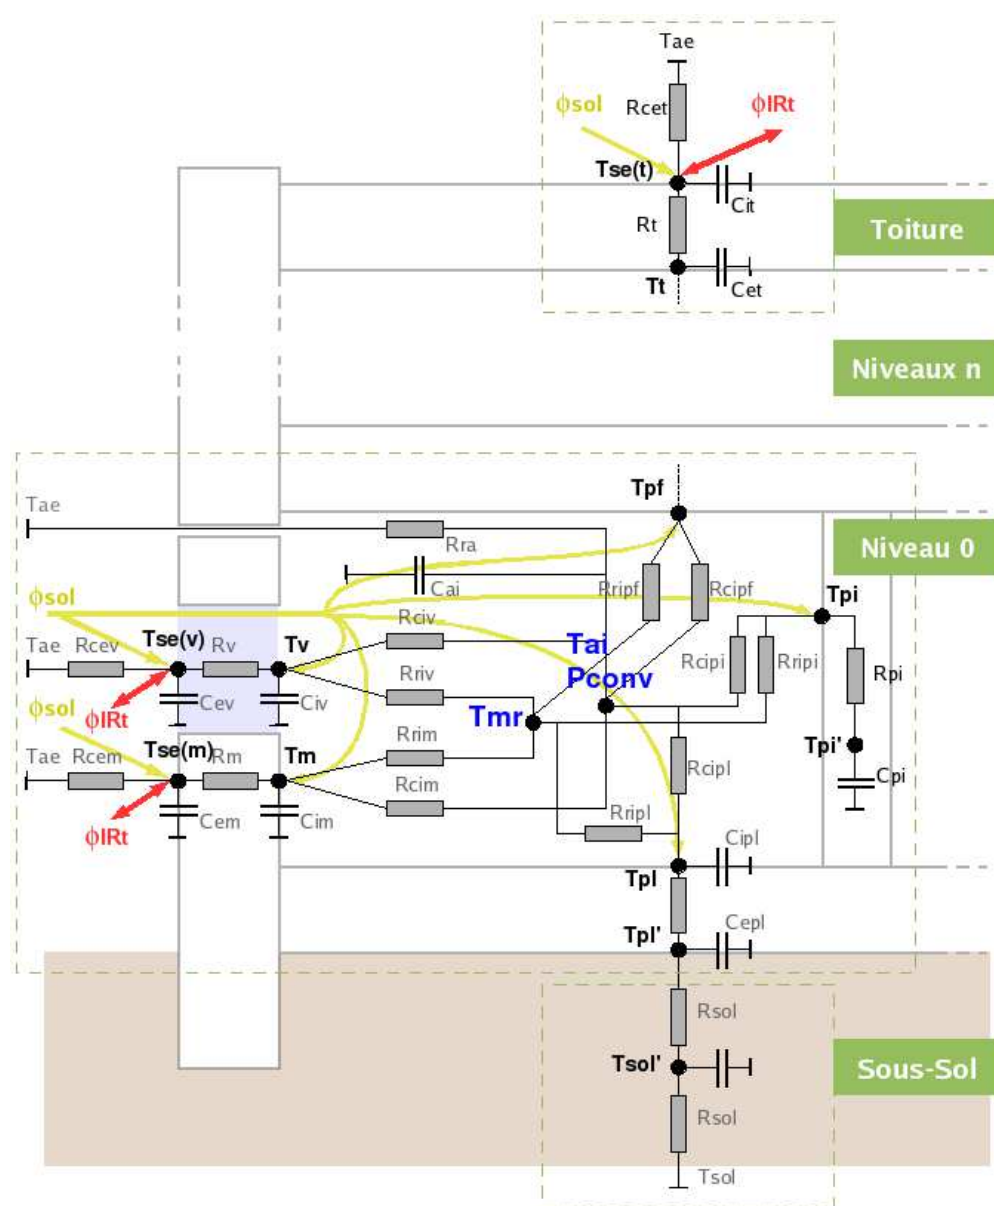 Tae
ϕsol
Rcet
ϕIRt
Tse(t)
Cit
Rt
Toiture
Tt
Cet
Niveaux n
Tpf
Tae
Rra
Niveau 0
Cai
Rripf
Rcipf
ϕsol
Tpi
Rciv
Tse(v)
Tv
Tae
Rcev
Rv
Tai
Rcipi
Rripi
Rpi
Pconv
Rriv
Cev
Civ
ϕsol
ϕIRt
Tmr
Tse(m)
Tm
Rrim
Tpi'
Tae
Rcem
Rm
Rcipl
Cpi
Rcim
Cem
Cim
Rripl
ϕIRt
Cipl
Tpl
Tpl'
Cepl
Rsol
Tsol'
Sous-Sol
Rsol
Tsol